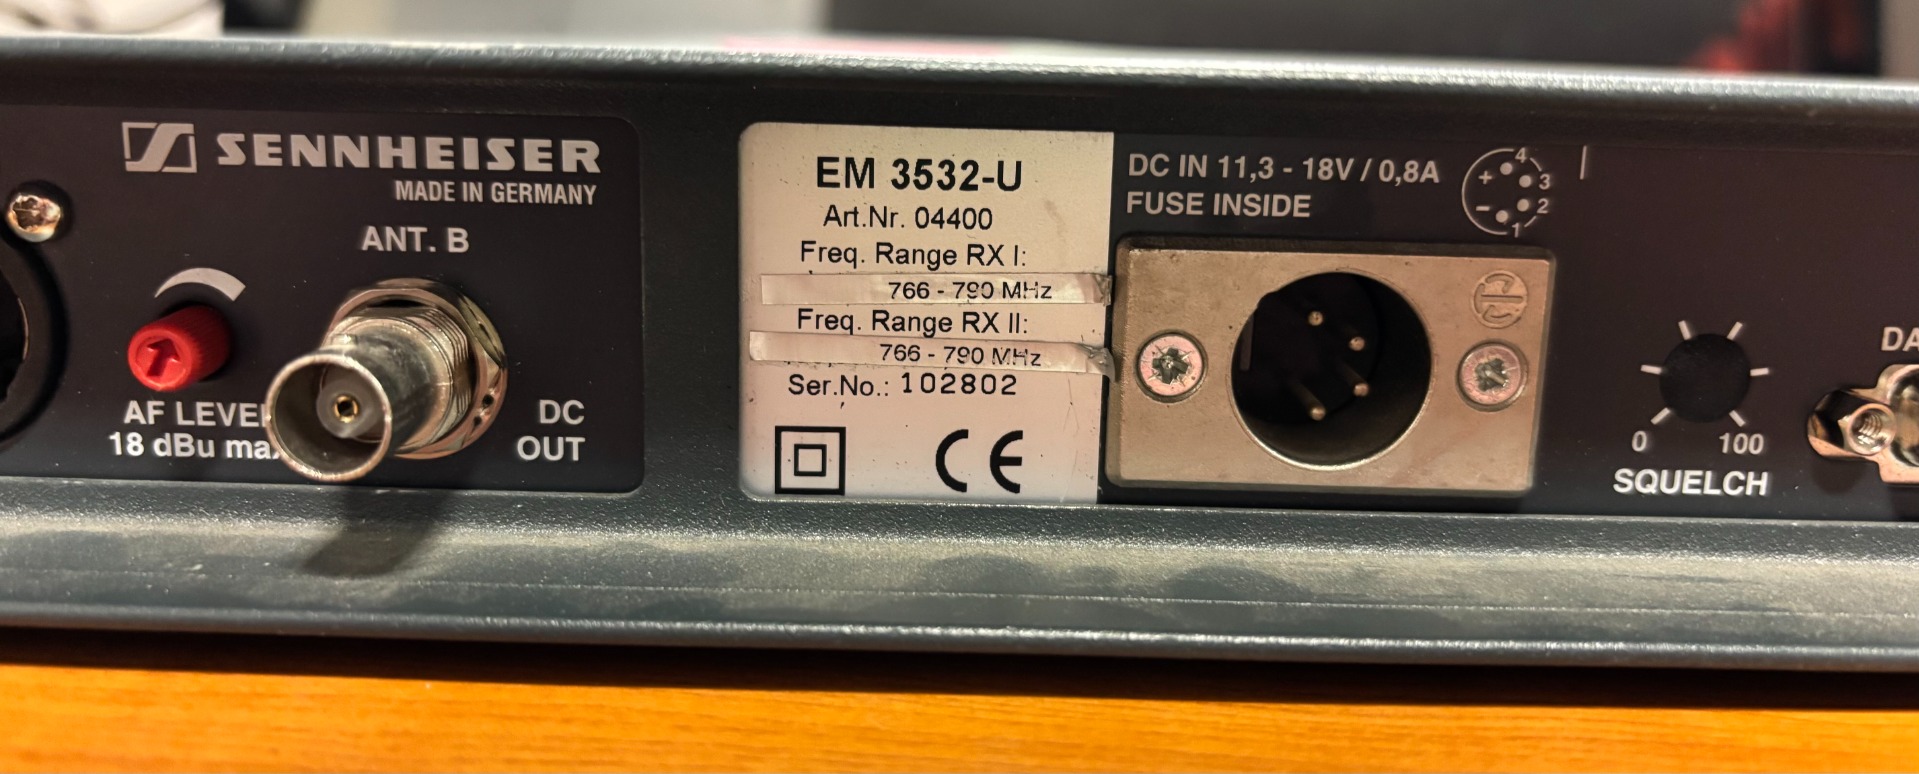 SENNHEISER
MADE IN GERMANY
ANT. B
AF LEVEL
18 dBu max
DC
OUT
EM 3532-U
Art.Nr. 04400
Freq. Range RX I:
766 - 790 MHz
Freq. Range RX II:
766 - 790 MHz
Ser.No.: 102802
CE
DC IN 11,3 - 18V / 0,8A
FUSE INSIDE
4
+ 3
- 2
1
0 100
SQUELCH
DA